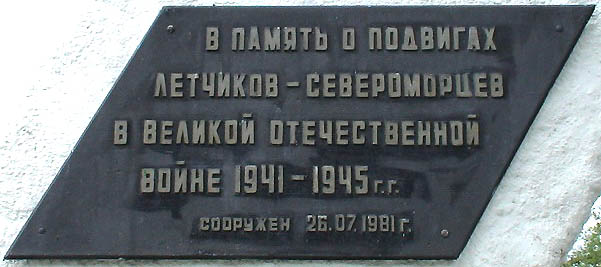 В ПАМЯТЬ О ПОДВИГАХ
ЛЕТЧИКОВ - СЕВЕРОМОРЦЕВ
В ВЕЛИКОЙ ОТЕЧЕСТВЕННОЙ
ВОЙНЕ 1941 - 1945 г.г.
СООРУЖЕН 26.07.1981 г.